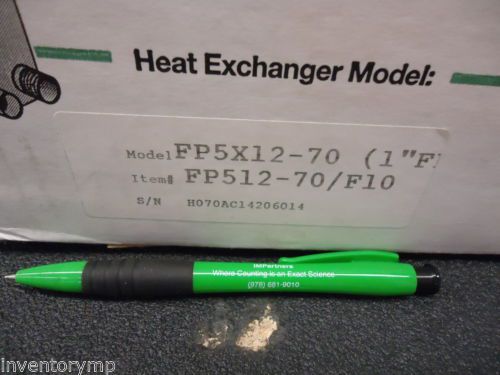 Heat Exchanger Model:
Model FP5X12-70 (1"F
Item# FP512-70/F10
S/N H070AC14206014
IMPartners
Where Counting is an Exact Science
(978) 681-9010
inventorymp
inventorymp